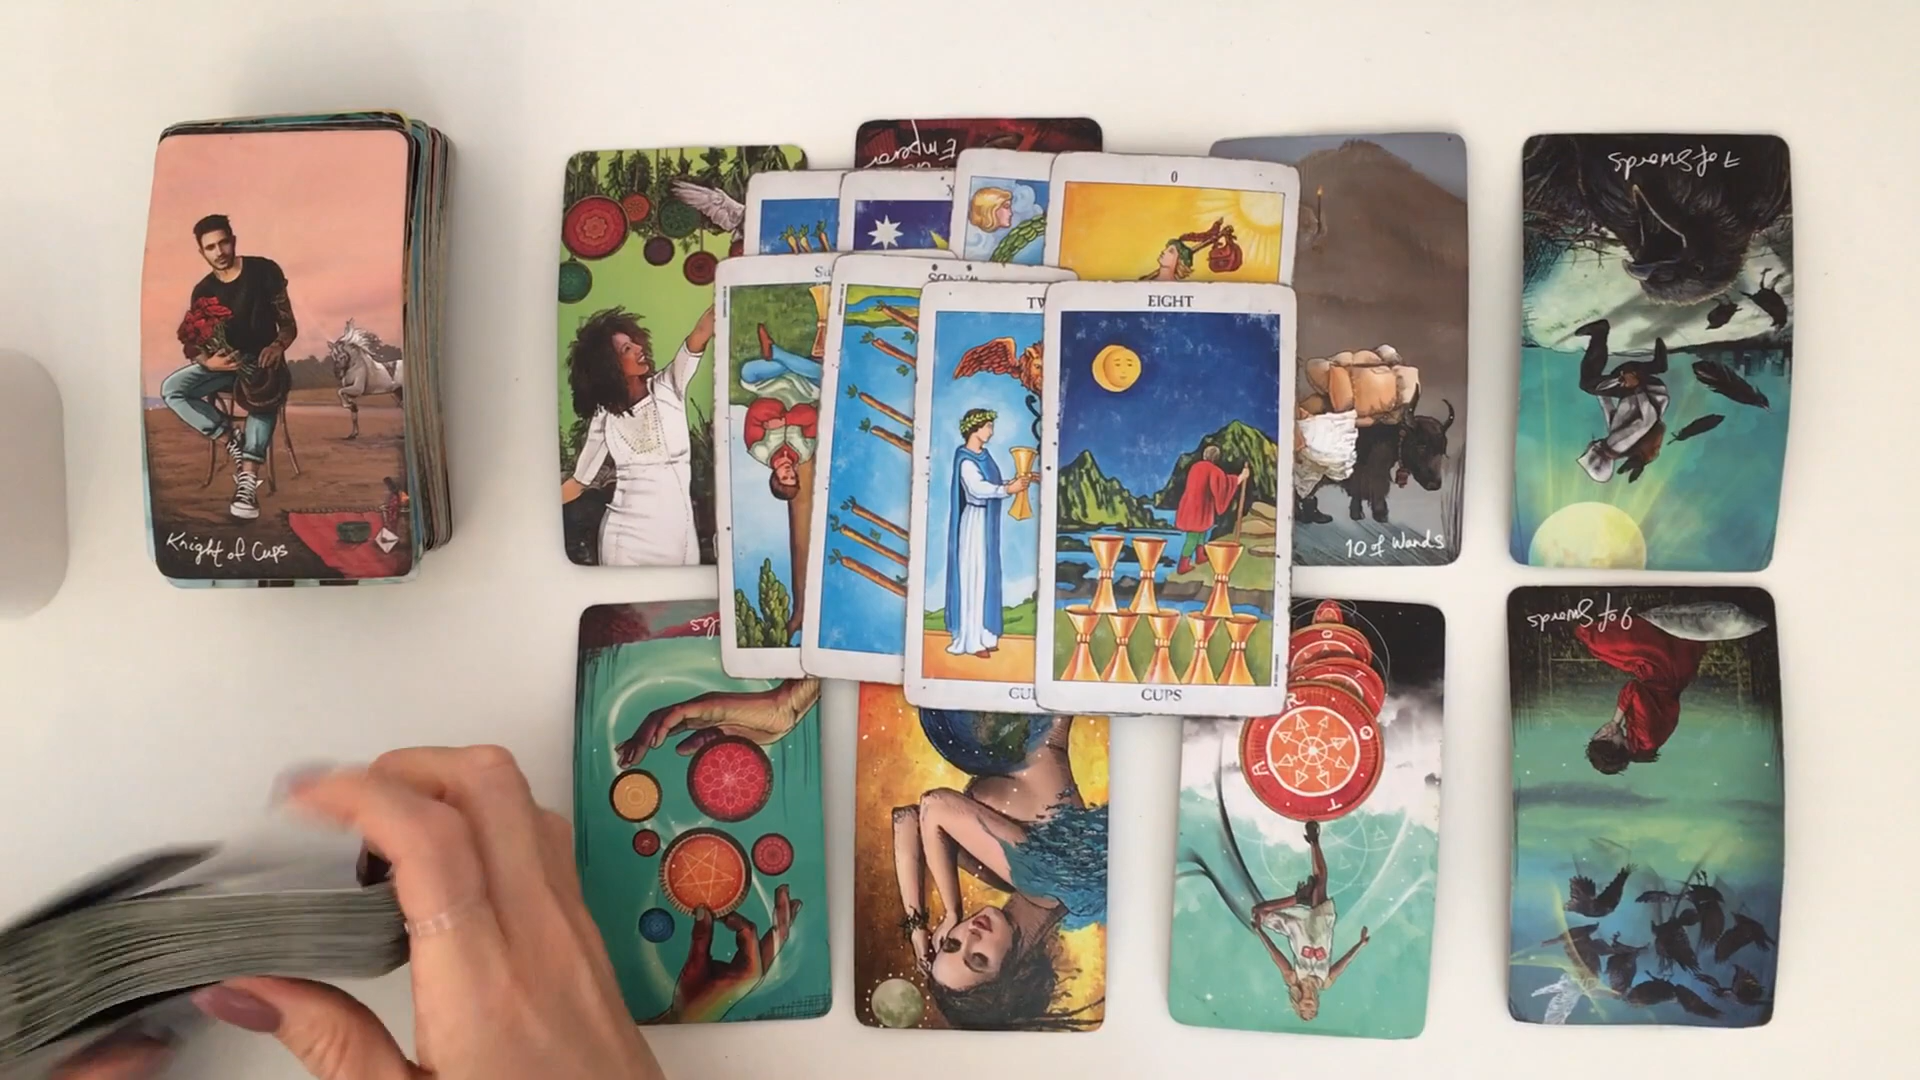 Knight of Cups
Emperor
0
EIGHT
CUPS
10 of Wands
7 of Swords
9 of Swords
T
A
R
O